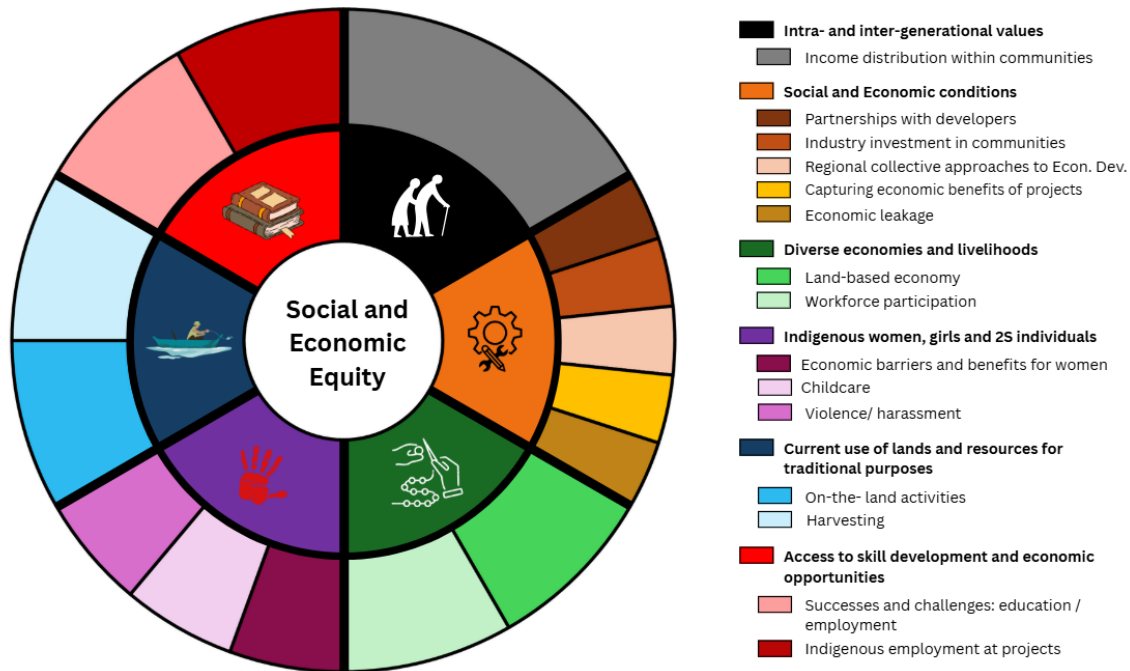 Social and
Economic
Equity
Intra- and inter-generational values
Income distribution within communities
Social and Economic conditions
Partnerships with developers
Industry investment in communities
Regional collective approaches to Econ. Dev.
Capturing economic benefits of projects
Economic leakage
Diverse economies and livelihoods
Land-based economy
Workforce participation
Indigenous women, girls and 2S individuals
Economic barriers and benefits for women
Childcare
Violence/ harassment
Current use of lands and resources for
traditional purposes
On-the- land activities
Harvesting
Access to skill development and economic
opportunities
Successes and challenges: education /
employment
Indigenous employment at projects